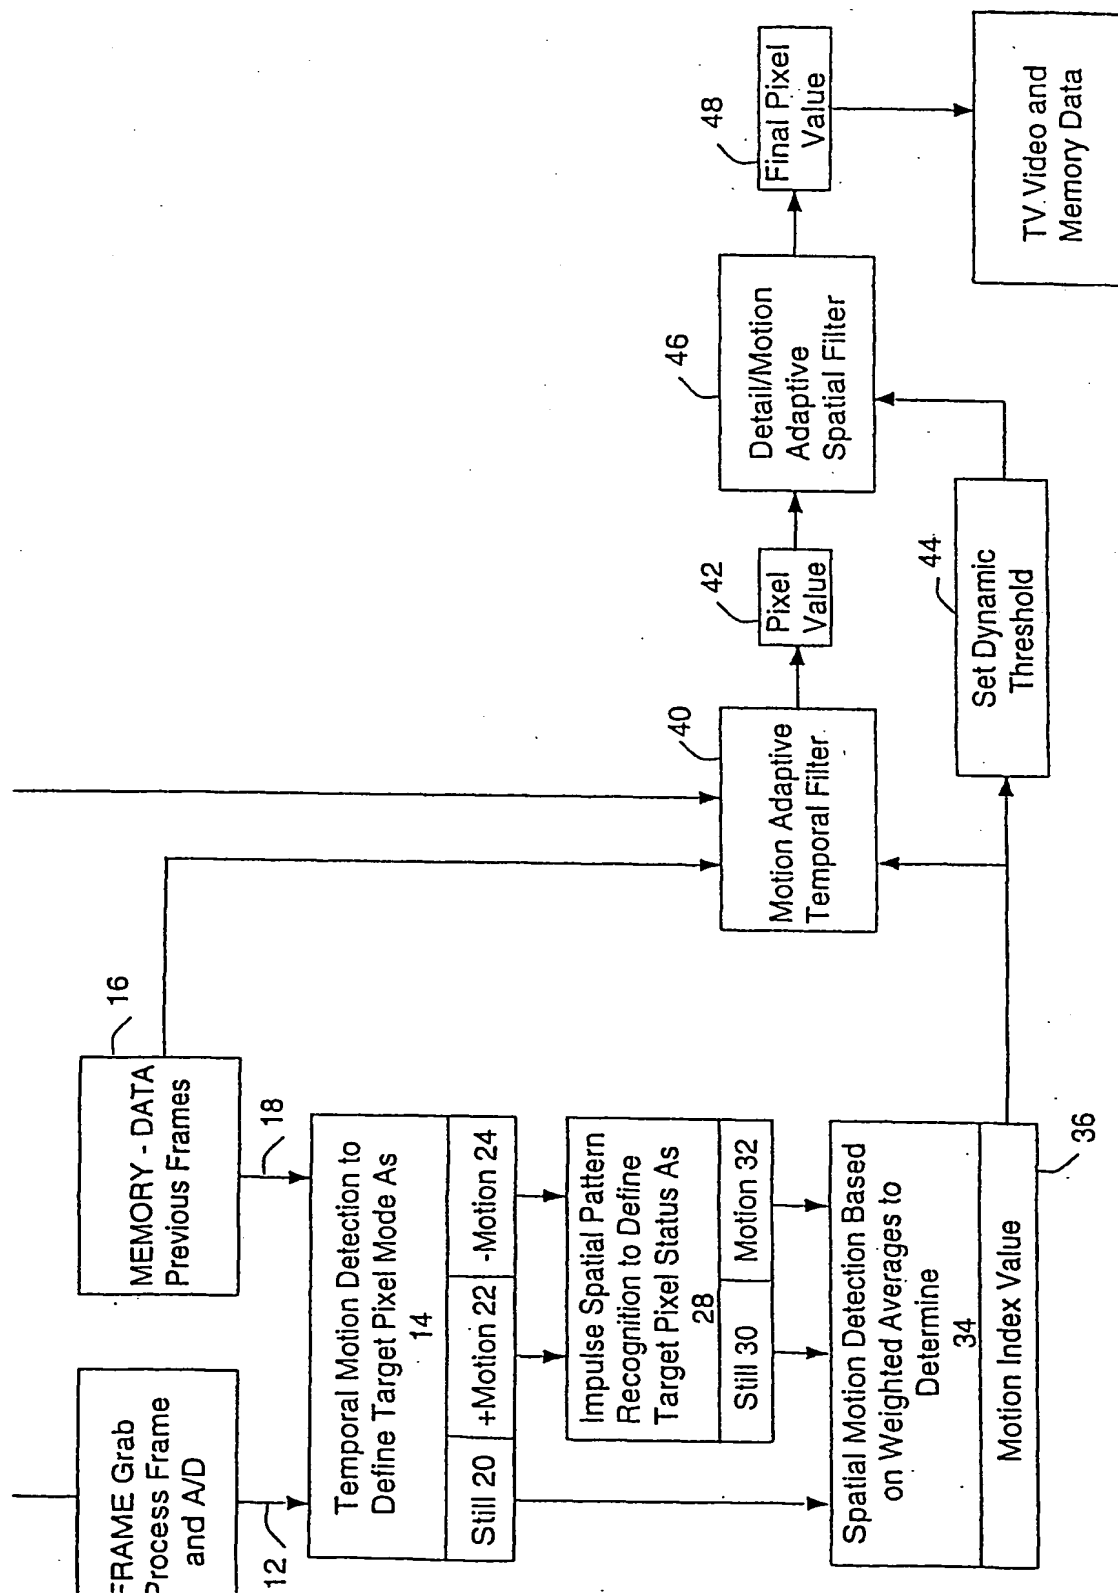 FRAME Grab
Process Frame
and A/D
12
MEMORY - DATA
Previous Frames
16
18
Temporal Motion Detection to
Define Target Pixel Mode As
14
Still 20
+Motion 22
-Motion 24
Impulse Spatial Pattern
Recognition to Define
Target Pixel Status As
28
Still 30
Motion 32
Spatial Motion Detection Based
on Weighted Averages to
Determine
34
Motion Index Value
36
Motion Adaptive
Temporal Filter
40
Pixel
Value
42
Set Dynamic
Threshold
44
Detail/Motion
Adaptive
Spatial Filter
46
Final Pixel
Value
48
TV Video and
Memory Data